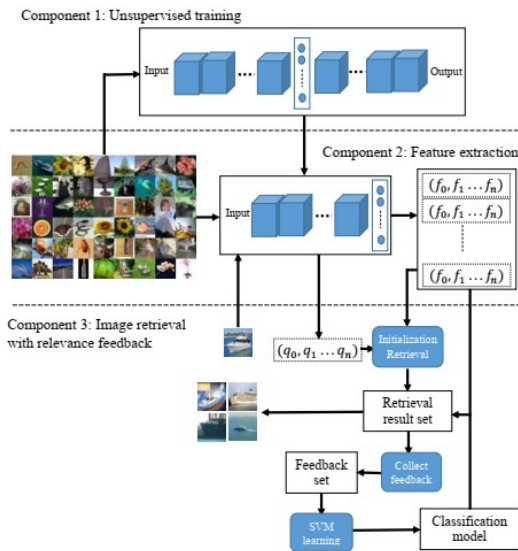 Component 1: Unsupervised training
Input
Output
Component 2: Feature extraction
Input
(f₀, f₁ … fₙ)
(f₀, f₁ … fₙ)
(f₀, f₁ … fₙ)
Component 3: Image retrieval
with relevance feedback
(q₀, q₁ … qₙ)
Initialization
Retrieval
Retrieval
result set
Collect
feedback
Feedback
set
SVM
learning
Classification
model